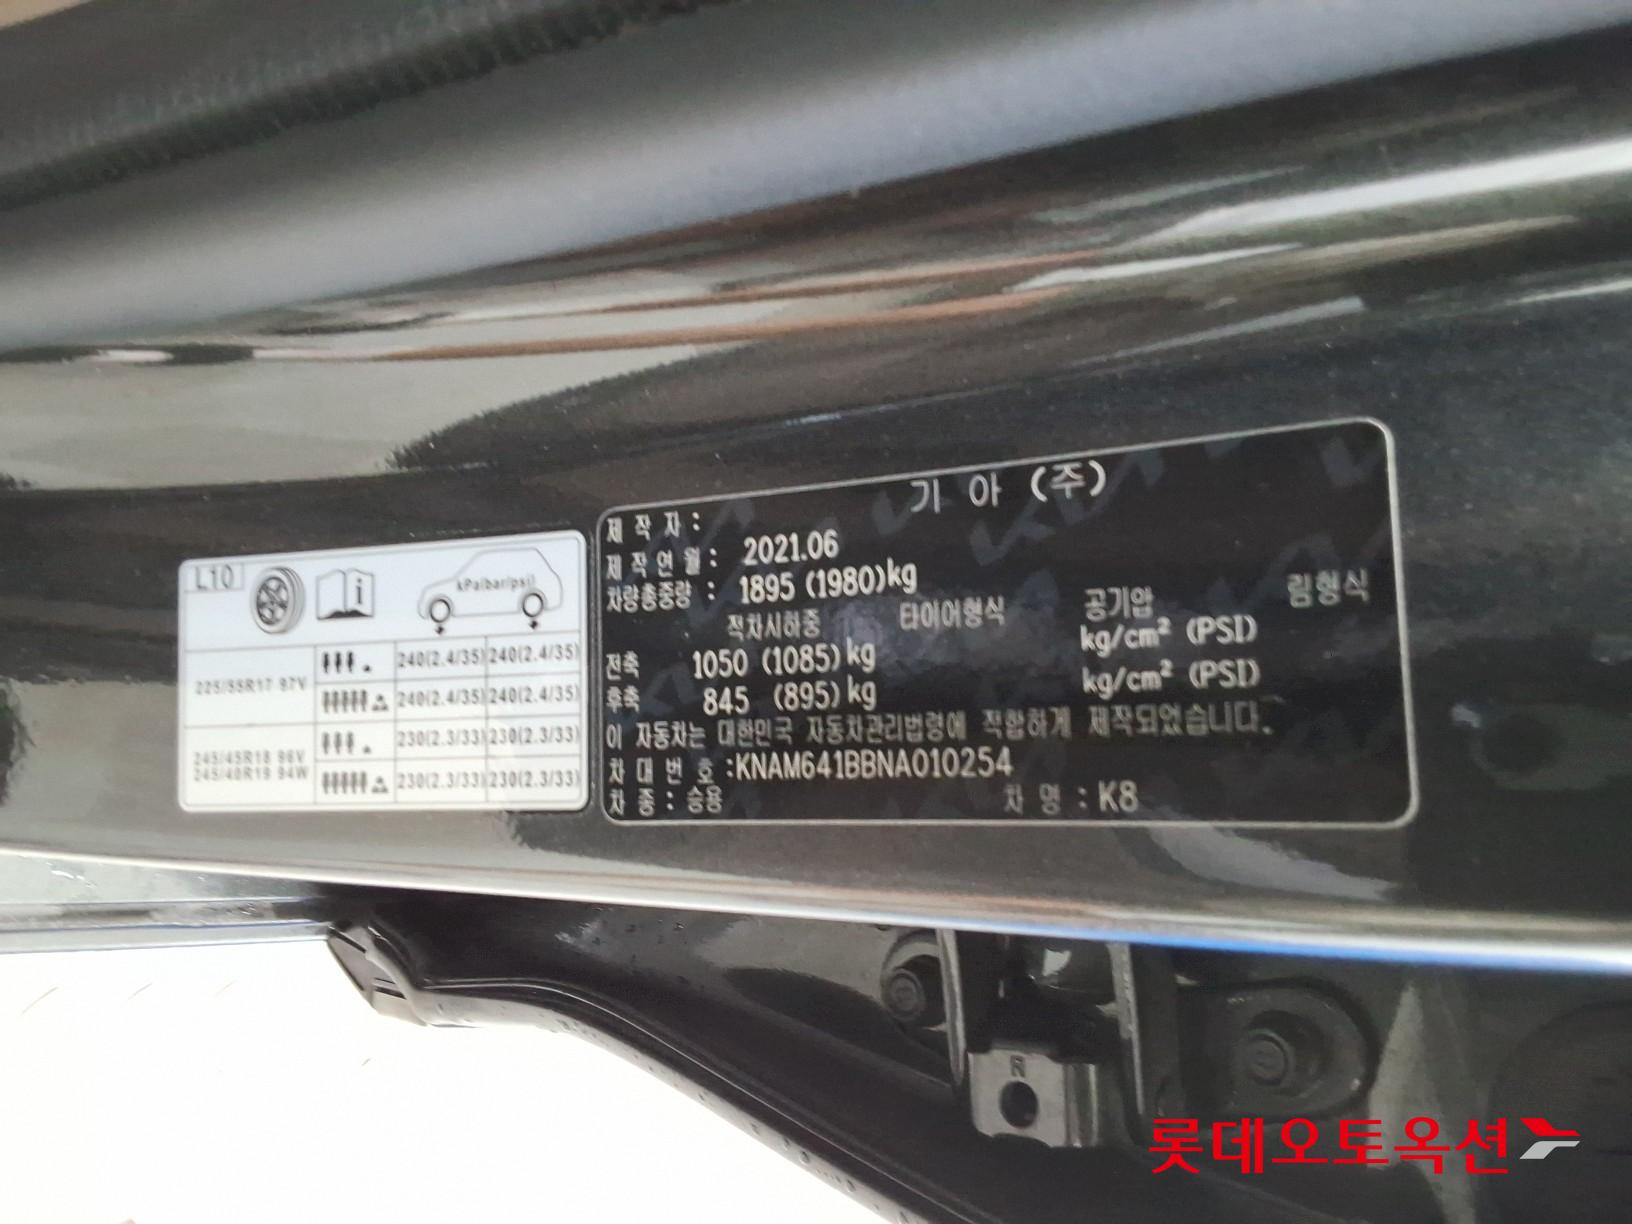 L10
kPa(bar/psi)
225/55R17 97V
240(2.4/35) 240(2.4/35)
240(2.4/35) 240(2.4/35)
245/45R18 96V
245/40R19 94W
230(2.3/33) 230(2.3/33)
230(2.3/33) 230(2.3/33)
제 작 자 : 기 아 (주)
제 작 연 월 : 2021.06
차량총중량 : 1895 (1980)kg
적차시하중 타이어형식 공기압 림형식
전축 1050 (1085)kg kg/cm² (PSI)
후축 845 (895)kg kg/cm² (PSI)
이 자동차는 대한민국 자동차관리법령에 적합하게 제작되었습니다.
차 대 번 호 :KNAM641BBNA010254
차 종 : 승용 차 명 : K8
R
롯데오토옥션